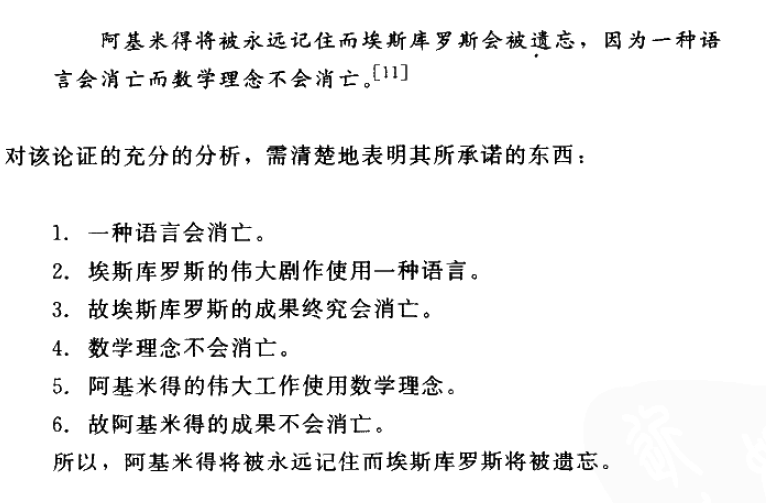 阿基米得将被永远记住而埃斯库罗斯会被遗忘，因为一种语
言会消亡而数学理念不会消亡。[11]
对该论证的充分的分析，需清楚地表明其所承诺的东西：
1. 一种语言会消亡。
2. 埃斯库罗斯的伟大剧作使用一种语言。
3. 故埃斯库罗斯的成果终究会消亡。
4. 数学理念不会消亡。
5. 阿基米得的伟大工作使用数学理念。
6. 故阿基米得的成果不会消亡。
所以，阿基米得将被永远记住而埃斯库罗斯将被遗忘。